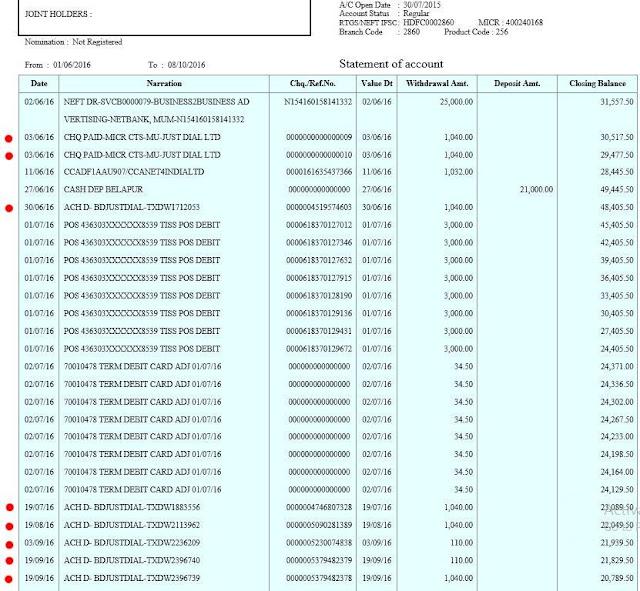 JOINT HOLDERS :
A/C Open Date : 30/07/2015
Account Status : Regular
RTGS/NEFT IFSC: HDFC0002860 MICR : 400240168
Branch Code : 2860 Product Code : 256
Nomination : Not Registered
From : 01/06/2016 To : 08/10/2016 Statement of account
Date Narration Chq./Ref.No. Value Dt Withdrawal Amt. Deposit Amt. Closing Balance
02/06/16 NEFT DR-SVCB0000079-BUSINESS2BUSINESS AD N154160158141332 02/06/16 25,000.00 31,557.50
VERTISING-NETBANK, MUM-N154160158141332
03/06/16 CHQ PAID-MICR CTS-MU-JUST DIAL LTD 0000000000000009 03/06/16 1,040.00 30,517.50
03/06/16 CHQ PAID-MICR CTS-MU-JUST DIAL LTD 0000000000000010 03/06/16 1,040.00 29,477.50
11/06/16 CCADF1AAU907/CCANET4INDIALTD 0000161635437366 11/06/16 1,032.00 28,445.50
27/06/16 CASH DEP BELAPUR 000000000000000 27/06/16 21,000.00 49,445.50
30/06/16 ACH D- BDJUSTDIAL-TXDW1712053 0000004519574603 30/06/16 1,040.00 48,405.50
01/07/16 POS 436303XXXXXX8539 TISS POS DEBIT 0000618370127012 01/07/16 3,000.00 45,405.50
01/07/16 POS 436303XXXXXX8539 TISS POS DEBIT 0000618370127346 01/07/16 3,000.00 42,405.50
01/07/16 POS 436303XXXXXX8539 TISS POS DEBIT 0000618370127632 01/07/16 3,000.00 39,405.50
01/07/16 POS 436303XXXXXX8539 TISS POS DEBIT 0000618370127915 01/07/16 3,000.00 36,405.50
01/07/16 POS 436303XXXXXX8539 TISS POS DEBIT 0000618370128190 01/07/16 3,000.00 33,405.50
01/07/16 POS 436303XXXXXX8539 TISS POS DEBIT 0000618370129136 01/07/16 3,000.00 30,405.50
01/07/16 POS 436303XXXXXX8539 TISS POS DEBIT 0000618370129431 01/07/16 3,000.00 27,405.50
01/07/16 POS 436303XXXXXX8539 TISS POS DEBIT 0000618370129672 01/07/16 3,000.00 24,405.50
02/07/16 70010478 TERM DEBIT CARD ADJ 01/07/16 000000000000000 02/07/16 34.50 24,371.00
02/07/16 70010478 TERM DEBIT CARD ADJ 01/07/16 000000000000000 02/07/16 34.50 24,336.50
02/07/16 70010478 TERM DEBIT CARD ADJ 01/07/16 000000000000000 02/07/16 34.50 24,302.00
02/07/16 70010478 TERM DEBIT CARD ADJ 01/07/16 000000000000000 02/07/16 34.50 24,267.50
02/07/16 70010478 TERM DEBIT CARD ADJ 01/07/16 000000000000000 02/07/16 34.50 24,233.00
02/07/16 70010478 TERM DEBIT CARD ADJ 01/07/16 000000000000000 02/07/16 34.50 24,198.50
02/07/16 70010478 TERM DEBIT CARD ADJ 01/07/16 000000000000000 02/07/16 34.50 24,164.00
02/07/16 70010478 TERM DEBIT CARD ADJ 01/07/16 000000000000000 02/07/16 34.50 24,129.50
19/07/16 ACH D- BDJUSTDIAL-TXDW1883556 0000004746807328 19/07/16 1,040.00 23,089.50
19/08/16 ACH D- BDJUSTDIAL-TXDW2113962 0000005090281389 19/08/16 1,040.00 22,049.50
03/09/16 ACH D- BDJUSTDIAL-TXDW2236209 0000005230074838 03/09/16 110.00 21,939.50
19/09/16 ACH D- BDJUSTDIAL-TXDW2396740 0000005379482379 19/09/16 110.00 21,829.50
19/09/16 ACH D- BDJUSTDIAL-TXDW2396739 0000005379482378 19/09/16 1,040.00 20,789.50